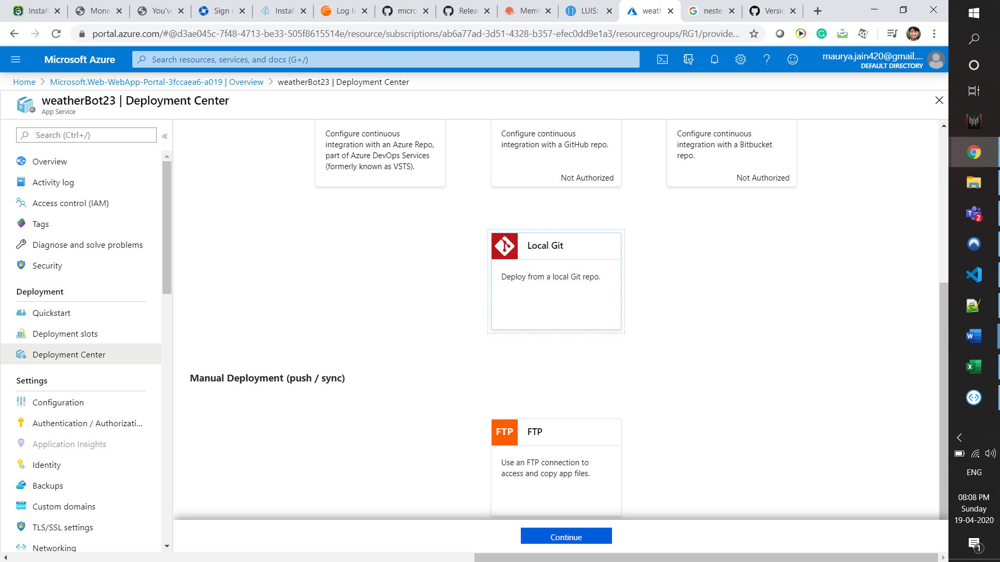 InstaR
Mone
You've
Sign i
InstaR
Log In
micro
Relea
Memb
LUIS:
weath
neste
Versio
portal.azure.com/#@d3ae045c-7f48-4713-be33-505f8615514e/resource/subscriptions/ab6a77ad-3d51-4328-b357-efec0dd9e1a3/resourcegroups/RG1/provide...
Microsoft Azure
Search resources, services, and docs (G+/)
maurya.jain420@gmail....
DEFAULT DIRECTORY
Home > Microsoft.Web-WebApp-Portal-3fccaea6-a019 | Overview > weatherBot23 | Deployment Center
weatherBot23 | Deployment Center
App Service
Search (Ctrl+/)
Overview
Activity log
Access control (IAM)
Tags
Diagnose and solve problems
Security
Deployment
Quickstart
Deployment slots
Deployment Center
Settings
Configuration
Authentication / Authorizati...
Application Insights
Identity
Backups
Custom domains
TLS/SSL settings
Networking
Configure continuous
integration with an Azure Repo,
part of Azure DevOps Services
(formerly known as VSTS).
Configure continuous
integration with a GitHub repo.
Not Authorized
Configure continuous
integration with a Bitbucket
repo.
Not Authorized
Local Git
Deploy from a local Git repo.
Manual Deployment (push / sync)
FTP
FTP
Use an FTP connection to
access and copy app files.
Continue
2
ENG
08:08 PM
Sunday
19-04-2020
1